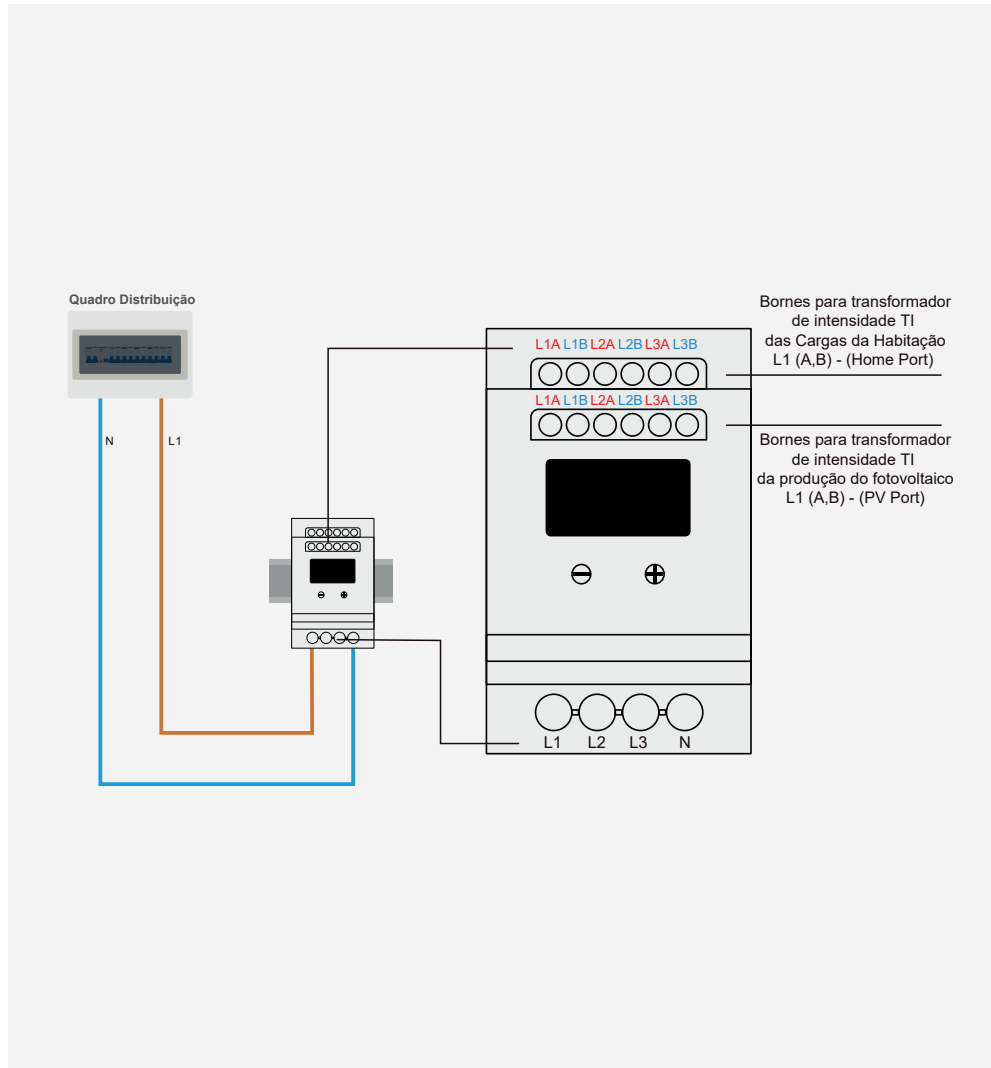 Quadro Distribuição
N
L1
L1A L1B L2A L2B L3A L3B
L1A L1B L2A L2B L3A L3B
L1 L2 L3 N
Bornes para transformador
de intensidade TI
das Cargas da Habitação
L1 (A,B) - (Home Port)
Bornes para transformador
de intensidade TI
da produção do fotovoltaico
L1 (A,B) - (PV Port)